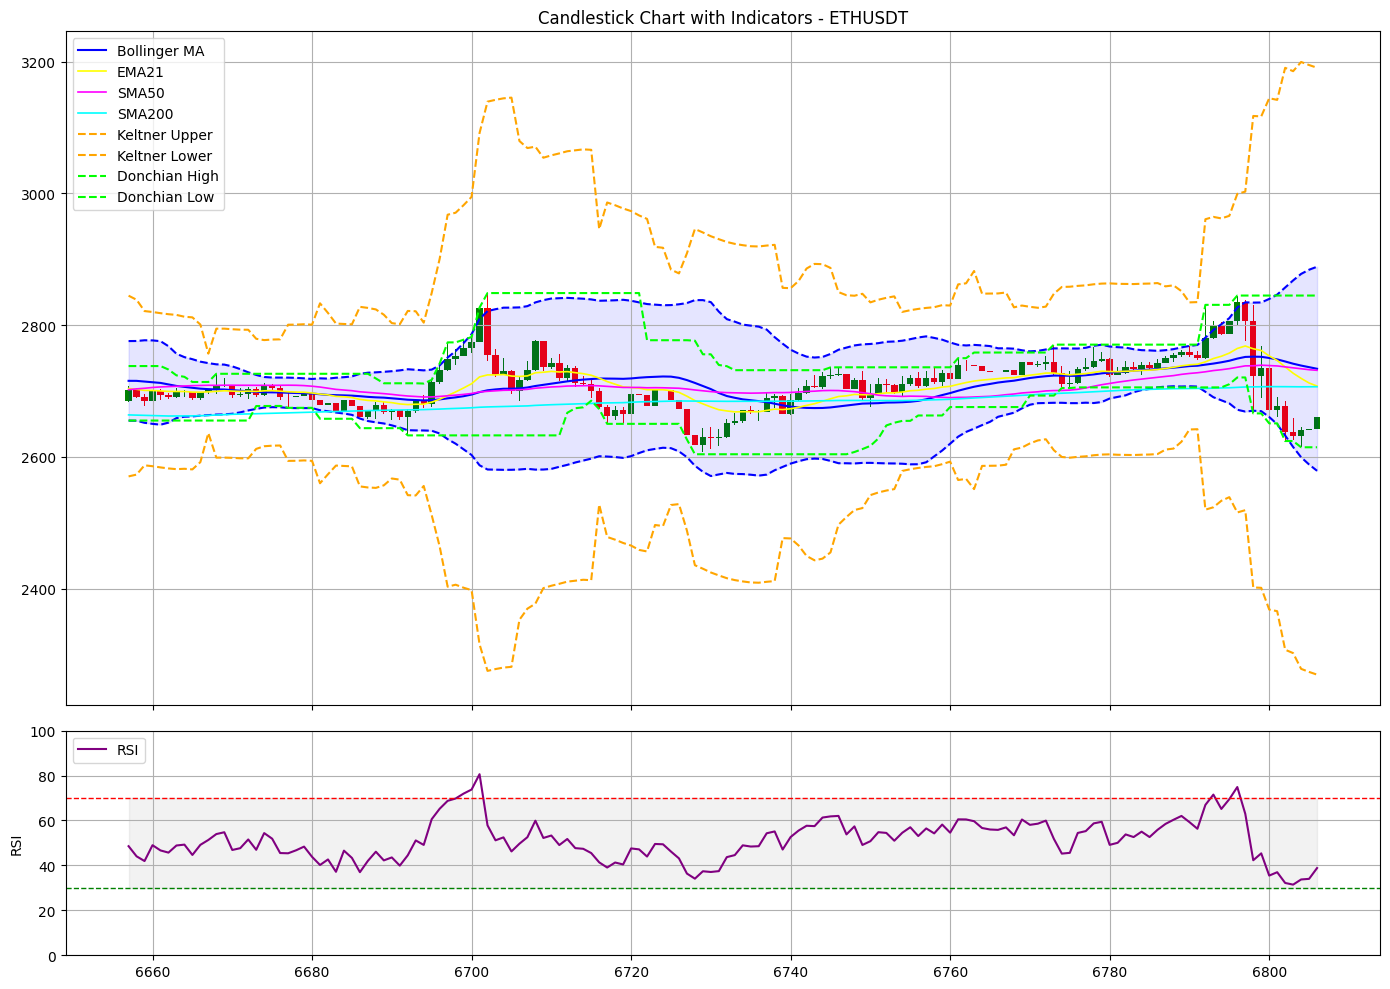 Candlestick Chart with Indicators - ETHUSDT
Bollinger MA
EMA21
SMA50
SMA200
Keltner Upper
Keltner Lower
Donchian High
Donchian Low
3200
3000
2800
2600
2400
RSI
100
80
60
40
20
0
RSI
6660
6680
6700
6720
6740
6760
6780
6800